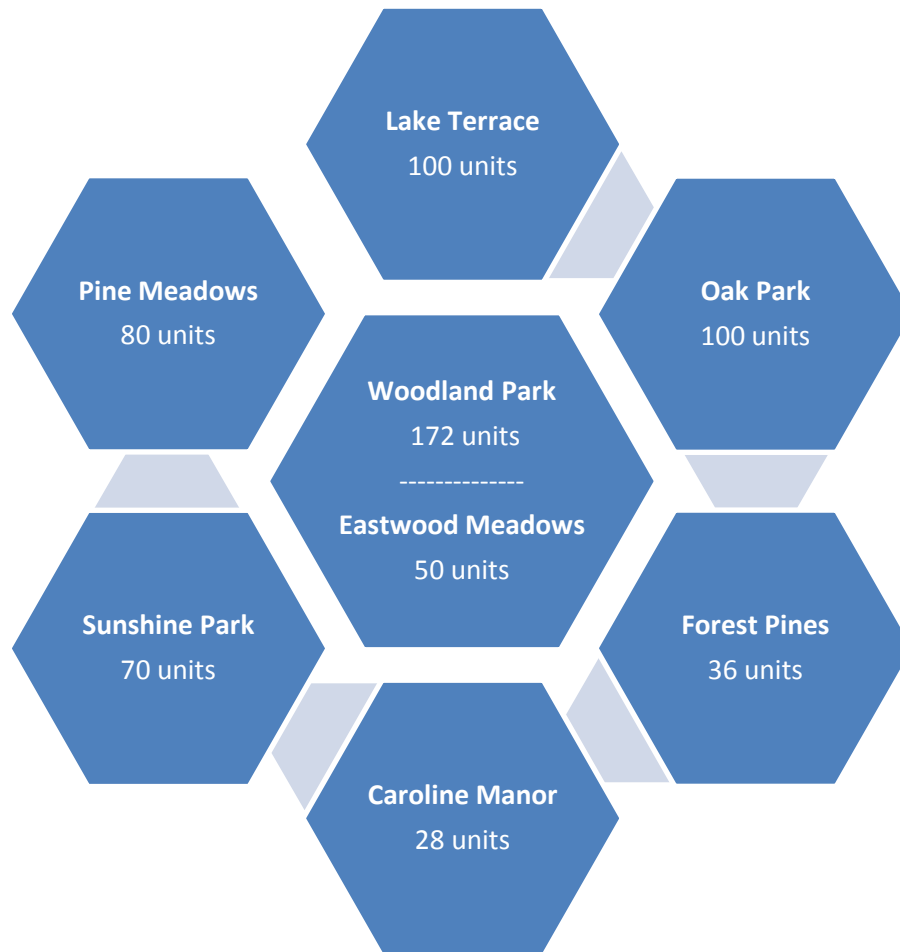 Lake Terrace
100 units
Pine Meadows
80 units
Oak Park
100 units
Woodland Park
172 units
--------------
Eastwood Meadows
50 units
Sunshine Park
70 units
Forest Pines
36 units
Caroline Manor
28 units